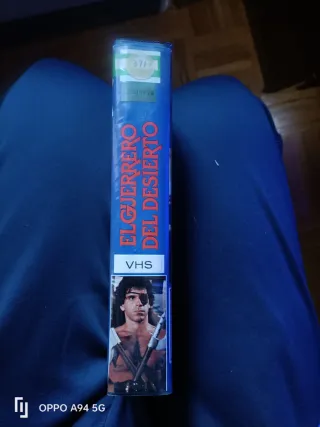 EL GUERRERO
DEL DESIERTO
VHS
OPPO A94 5G